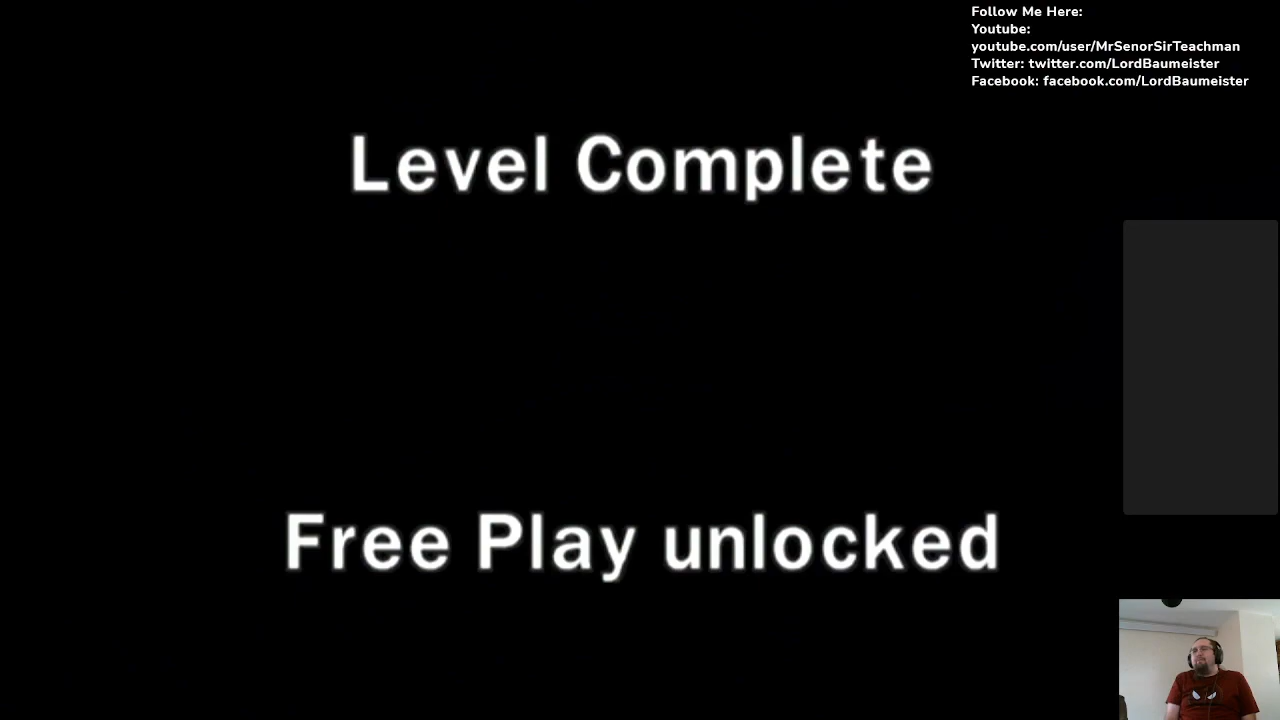 Follow Me Here:
Youtube:
youtube.com/user/MrSenorSirTeachman
Twitter: twitter.com/LordBaumeister
Facebook: facebook.com/LordBaumeister
Level Complete
Free Play unlocked